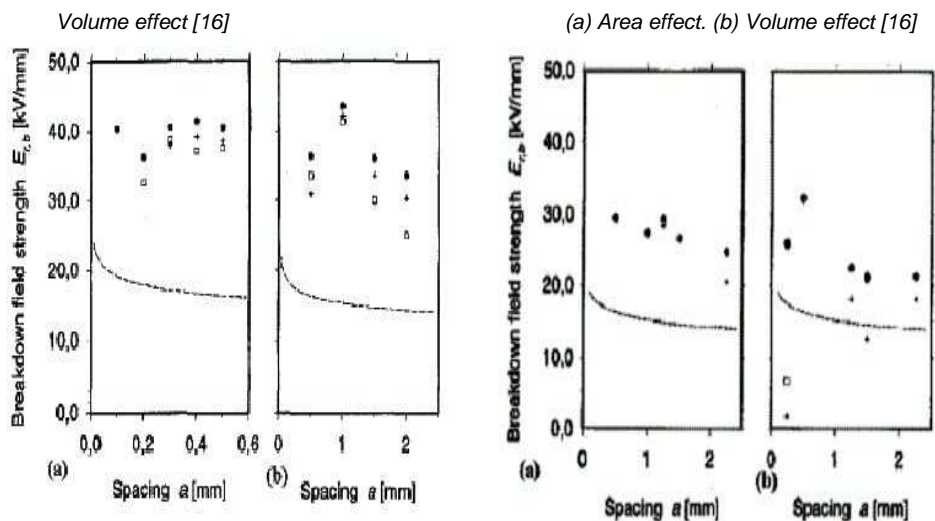 Volume effect [16]
(a) Area effect. (b) Volume effect [16]
Breakdown field strength E_r,b [kV/mm]
50,0
40,0
30,0
20,0
10,0
0,0
0,0 0,2 0,4 0,6
0 1 2
(a)
(b)
Spacing a [mm]
Spacing a [mm]
Breakdown field strength E_r,b [kV/mm]
50,0
40,0
30,0
20,0
10,0
0,0
0 1 2
0 1 2
(a)
(b)
Spacing a [mm]
Spacing a [mm]